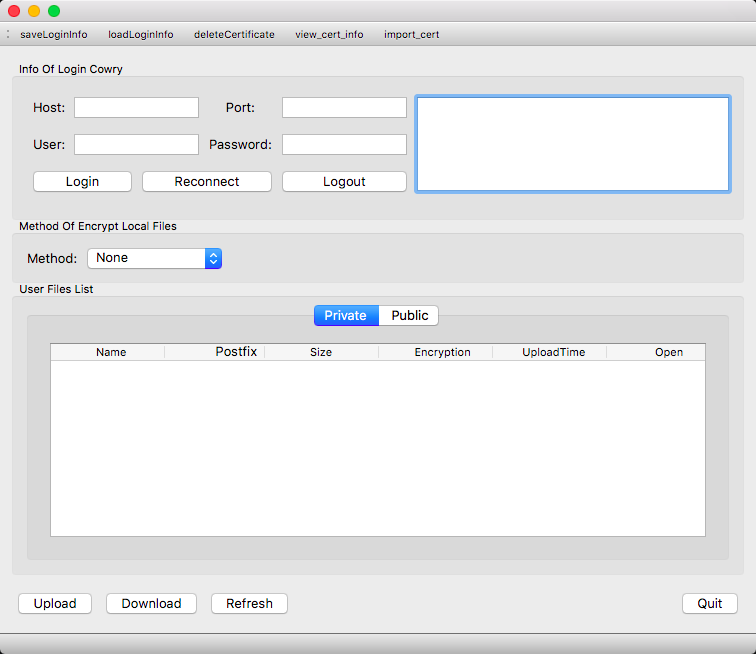 saveLoginInfo loadLoginInfo deleteCertificate view_cert_info import_cert
Info Of Login Cowry
Host: Port:
User: Password:
Login Reconnect Logout
Method Of Encrypt Local Files
Method: None
User Files List
Private Public
Name Postfix Size Encryption UploadTime Open
Upload Download Refresh Quit